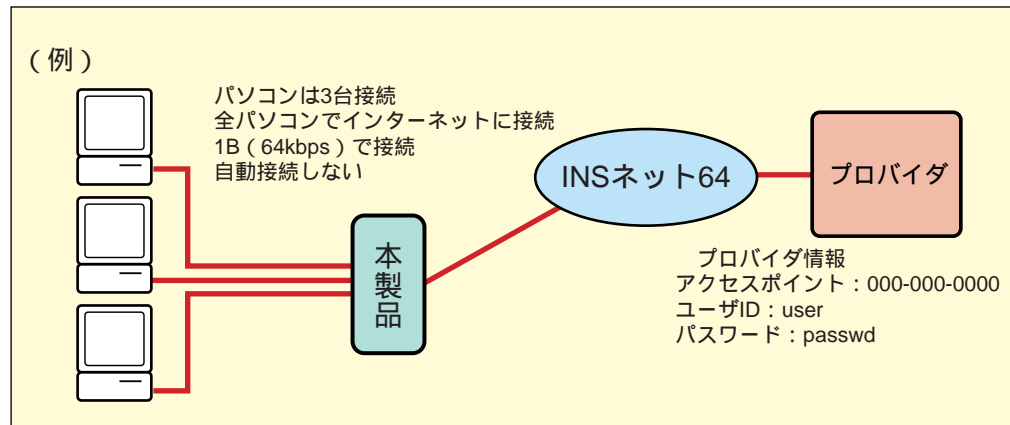 （例）
パソコンは3台接続
全パソコンでインターネットに接続
1B（64kbps）で接続
自動接続しない
本製品
INSネット64
プロバイダ
プロバイダ情報
アクセスポイント：000-000-0000
ユーザID：user
パスワード：passwd